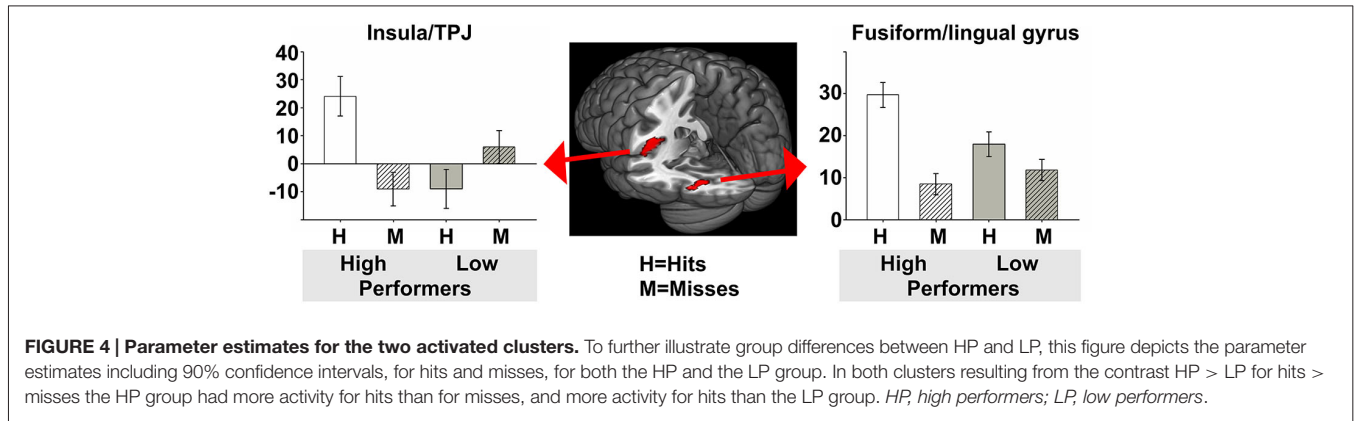 Insula/TPJ
40
30
20
10
0
-10
H M H M
High Low
Performers
H=Hits
M=Misses
Fusiform/lingual gyrus
30
20
10
0
H M H M
High Low
Performers
FIGURE 4 | Parameter estimates for the two activated clusters. To further illustrate group differences between HP and LP, this figure depicts the parameter
estimates including 90% confidence intervals, for hits and misses, for both the HP and the LP group. In both clusters resulting from the contrast HP > LP for hits >
misses the HP group had more activity for hits than for misses, and more activity for hits than the LP group. HP, high performers; LP, low performers.